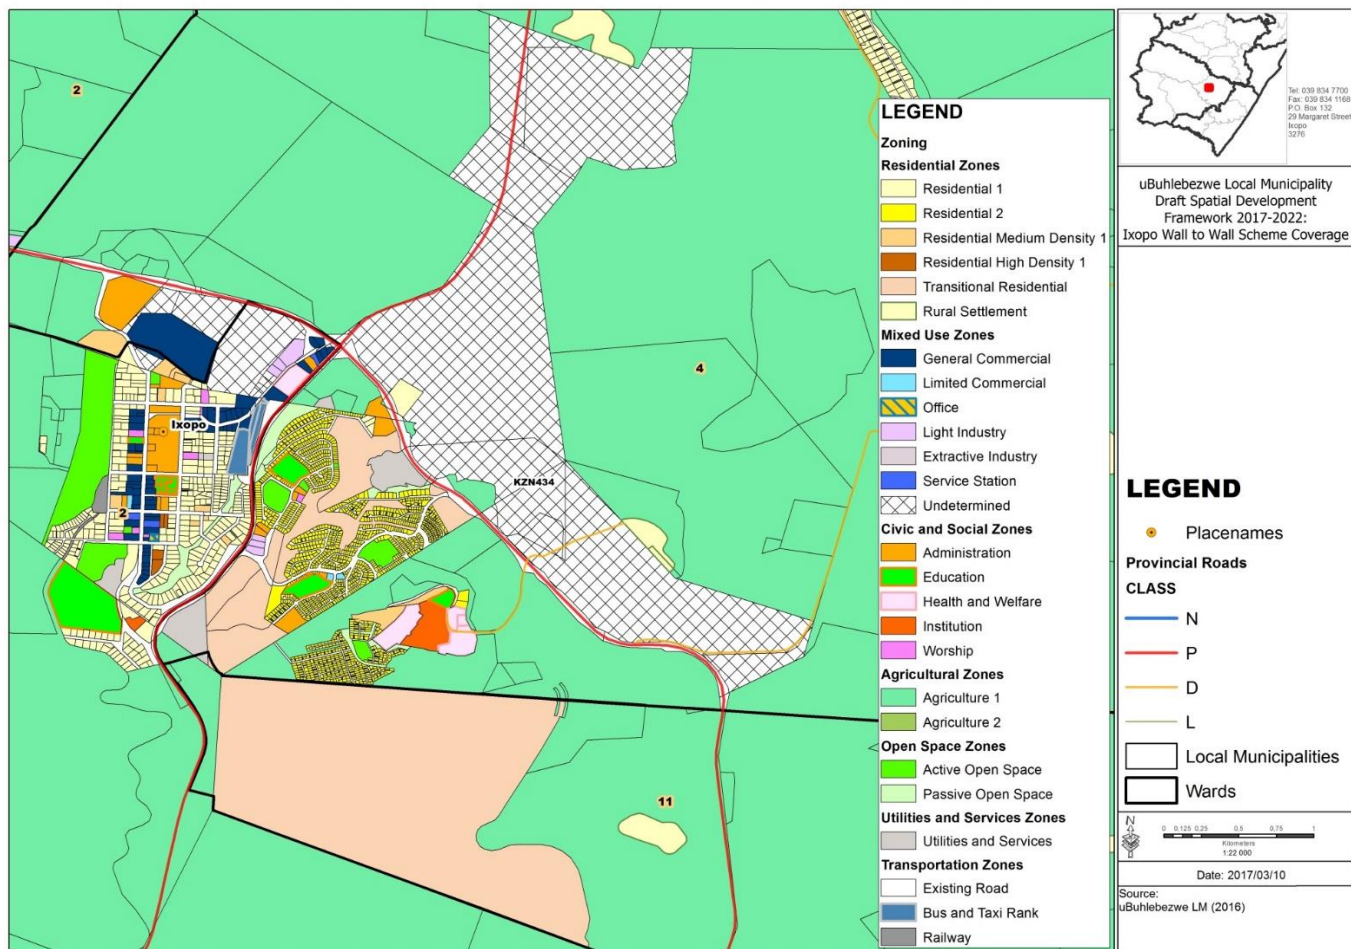 2
4
KZN434
Ixopo
2
11
LEGEND
Zoning
Residential Zones
Residential 1
Residential 2
Residential Medium Density 1
Residential High Density 1
Transitional Residential
Rural Settlement
Mixed Use Zones
General Commercial
Limited Commercial
Office
Light Industry
Extractive Industry
Service Station
Undetermined
Civic and Social Zones
Administration
Education
Health and Welfare
Institution
Worship
Agricultural Zones
Agriculture 1
Agriculture 2
Open Space Zones
Active Open Space
Passive Open Space
Utilities and Services Zones
Utilities and Services
Transportation Zones
Existing Road
Bus and Taxi Rank
Railway
Tel: 039 834 7700
Fax: 039 834 1168
P.O. Box 132
29 Margaret Street
Ixopo
3276
uBuhlebezwe Local Municipality
Draft Spatial Development
Framework 2017-2022:
Ixopo Wall to Wall Scheme Coverage
LEGEND
Placenames
Provincial Roads
CLASS
N
P
D
L
Local Municipalities
Wards
N
0 0,125 0,25 0,5 0,75 1
Kilometers
1:22 000
Date: 2017/03/10
Source:
uBuhlebezwe LM (2016)